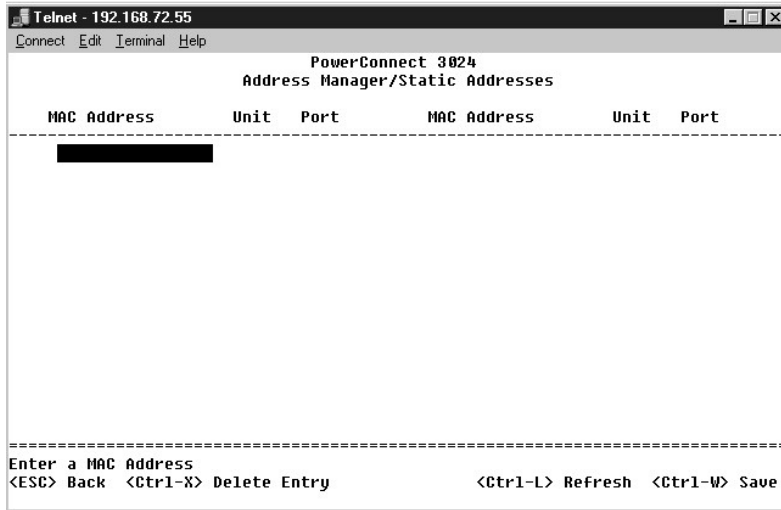 Telnet - 192.168.72.55
Connect Edit Terminal Help
PowerConnect 3024
Address Manager/Static Addresses
MAC Address Unit Port MAC Address Unit Port
Enter a MAC Address
<ESC> Back <Ctrl-X> Delete Entry <Ctrl-L> Refresh <Ctrl-W> Save